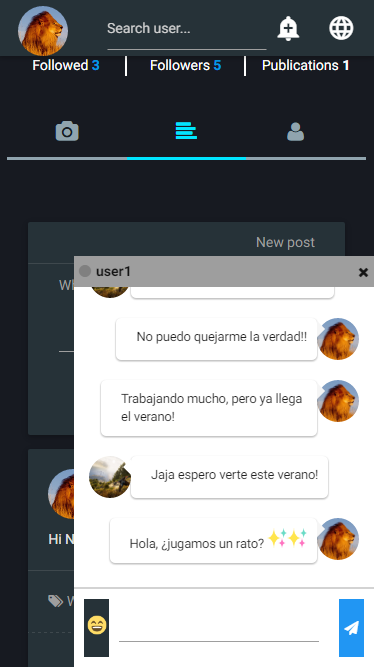 Search user...
Followed 3
Followers 5
Publications 1
New post
Wh
user1
No puedo quejarme la verdad!!
Trabajando mucho, pero ya llega
el verano!
Jaja espero verte este verano!
Hola, ¿jugamos un rato? ✨✨
Hi N
W